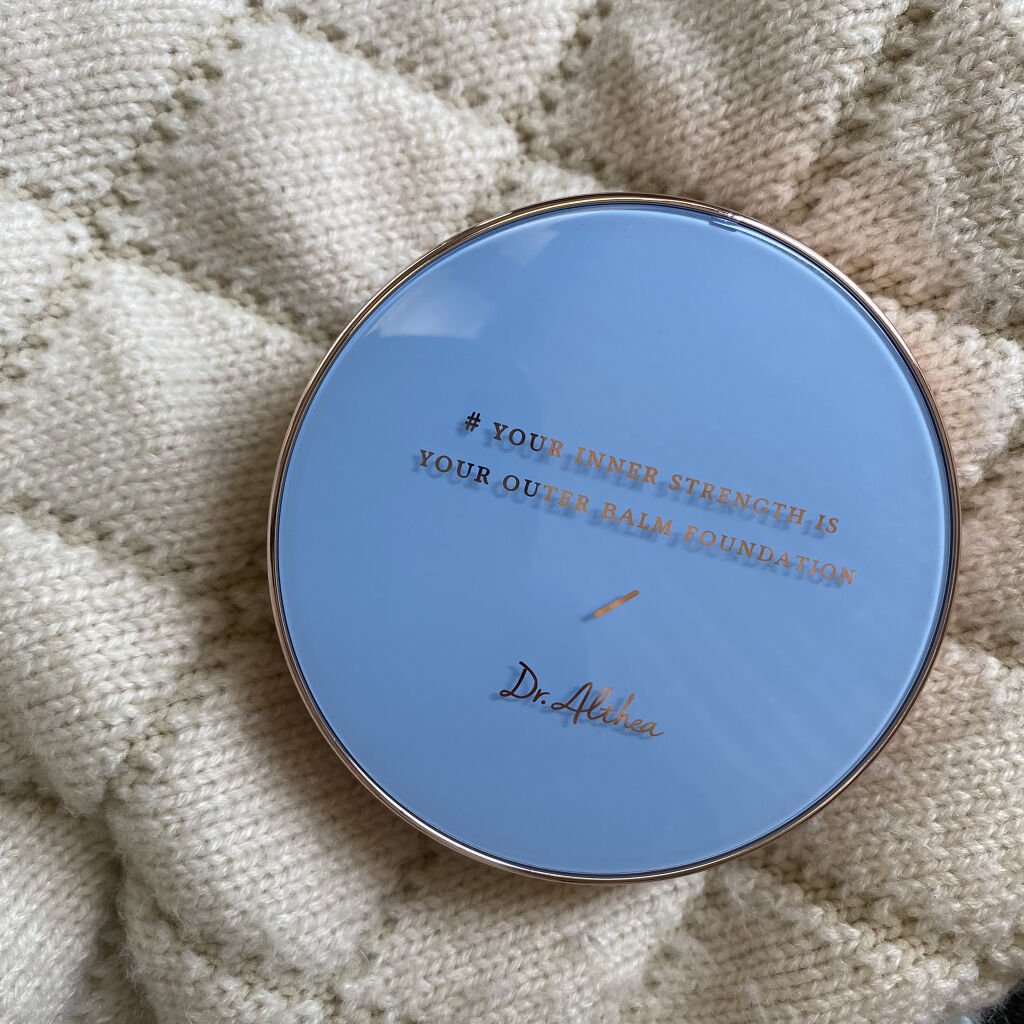 # YOUR INNER STRENGTH IS
YOUR OUTER BALM FOUNDATION
Dr. Althea